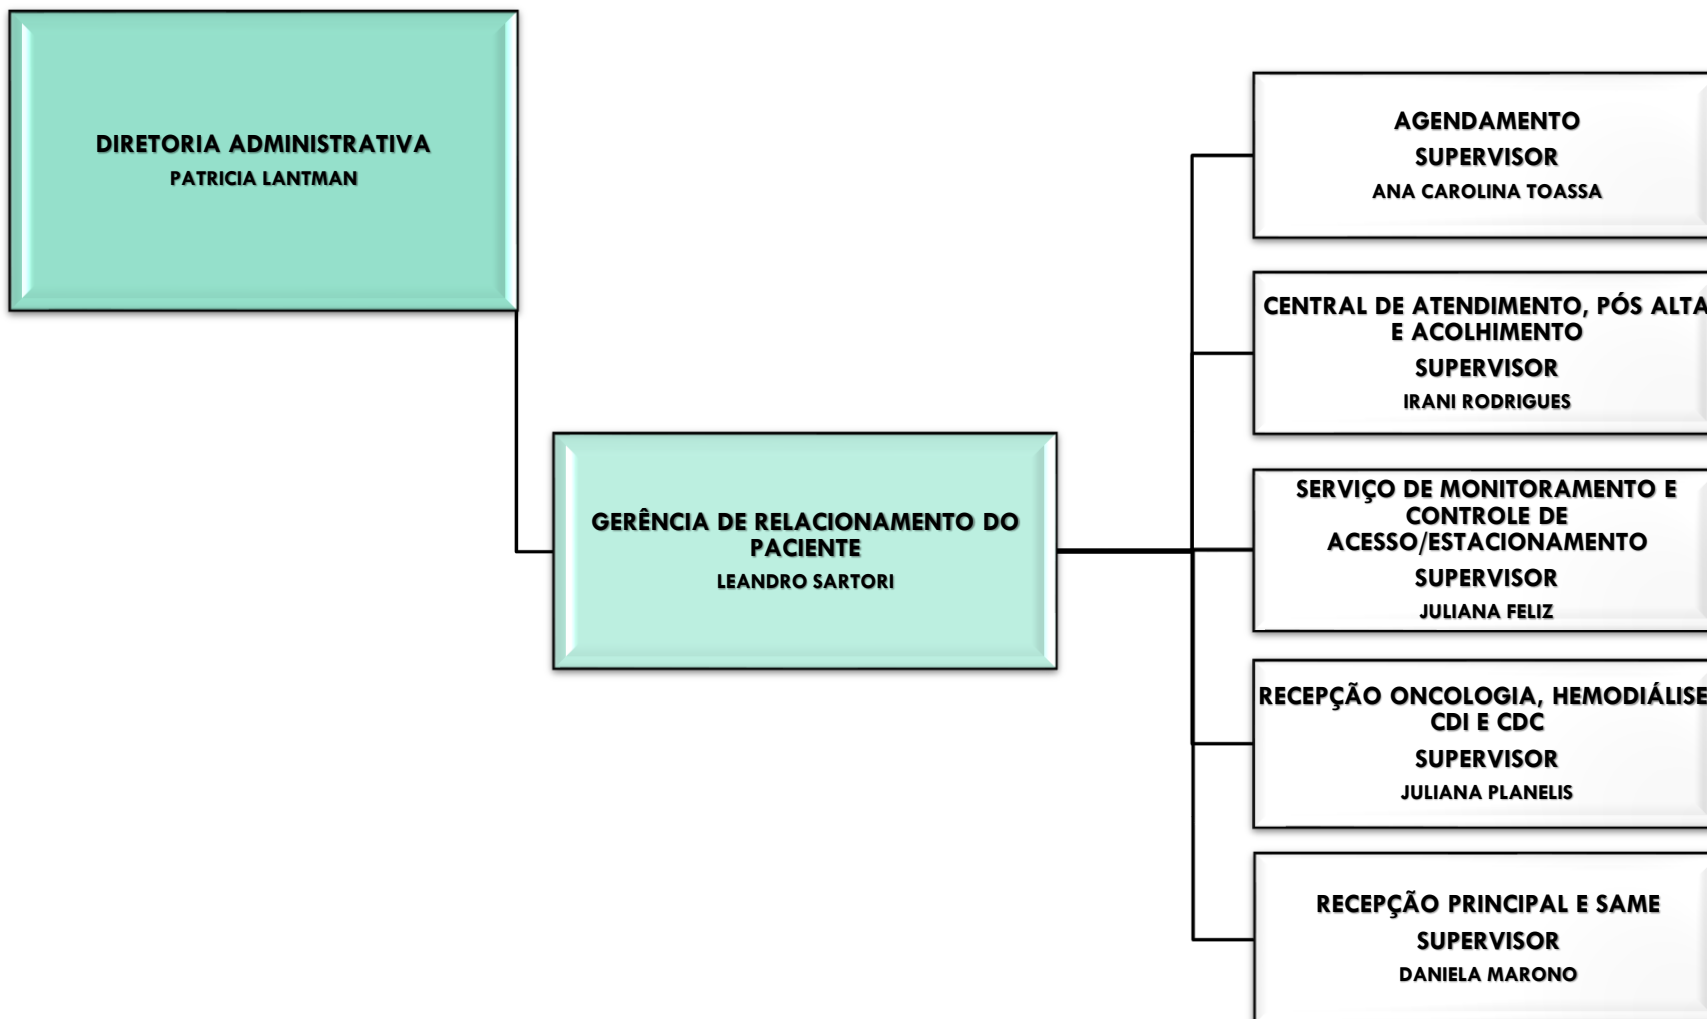 DIRETORIA ADMINISTRATIVA
PATRICIA LANTMAN
GERÊNCIA DE RELACIONAMENTO DO
PACIENTE
LEANDRO SARTORI
AGENDAMENTO
SUPERVISOR
ANA CAROLINA TOASSA
CENTRAL DE ATENDIMENTO, PÓS ALTA
E ACOLHIMENTO
SUPERVISOR
IRANI RODRIGUES
SERVIÇO DE MONITORAMENTO E
CONTROLE DE
ACESSO/ESTACIONAMENTO
SUPERVISOR
JULIANA FELIZ
RECEPÇÃO ONCOLOGIA, HEMODIÁLISE
CDI E CDC
SUPERVISOR
JULIANA PLANELIS
RECEPÇÃO PRINCIPAL E SAME
SUPERVISOR
DANIELA MARONO